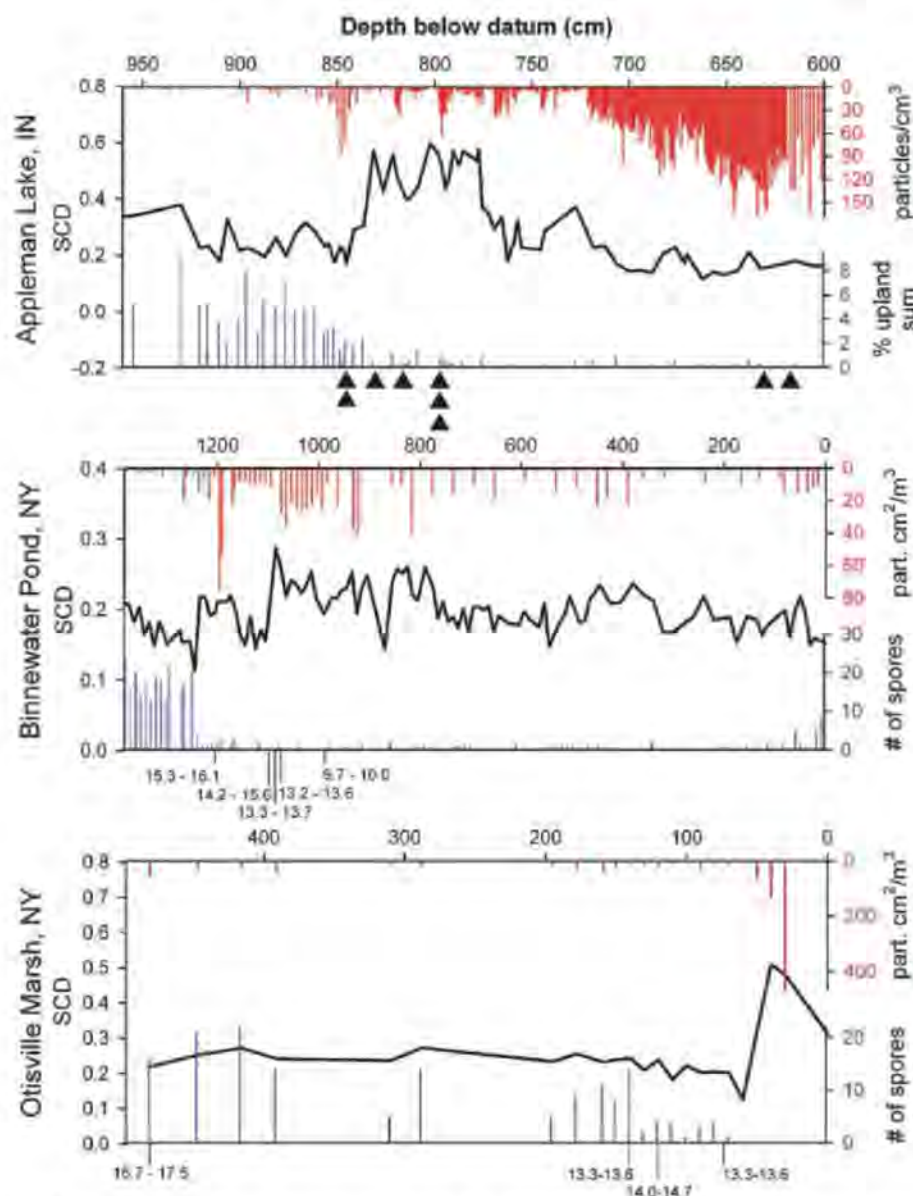 Depth below datum (cm)
950 900 850 800 750 700 650 600
Appleman Lake, IN
SCD
0.8
0.6
0.4
0.2
0.0
-0.2
0
30
60
90
120
150
particles/cm³
8
6
4
2
0
% upland sum
1200 1000 800 600 400 200 0
Binnewater Pond, NY
SCD
0.4
0.3
0.2
0.1
0.0
0
20
40
60
80
part. cm²/m³
30
20
10
0
# of spores
15.3 - 16.1
9.7 - 10.0
13.2 - 13.6
13.3 - 13.7
400 300 200 100 0
Otisville Marsh, NY
SCD
0.8
0.7
0.6
0.5
0.4
0.3
0.2
0.1
0.0
0
200
400
part. cm²/m³
20
10
0
# of spores
16.7 - 17.5
13.3-13.6
14.0-14.7
13.3-13.6